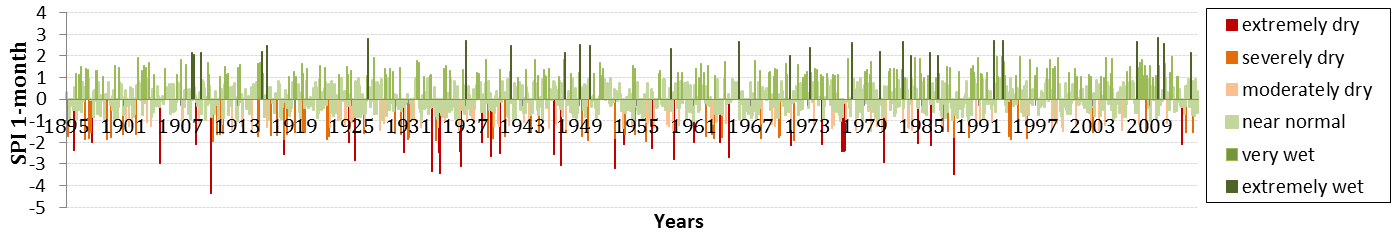 4
3
2
1
0
-1
-2
-3
-4
-5
SPI 1-month
1895 1901 1907 1913 1919 1925 1931 1937 1943 1949 1955 1961 1967 1973 1979 1985 1991 1997 2003 2009
Years
extremely dry
severely dry
moderately dry
near normal
very wet
extremely wet